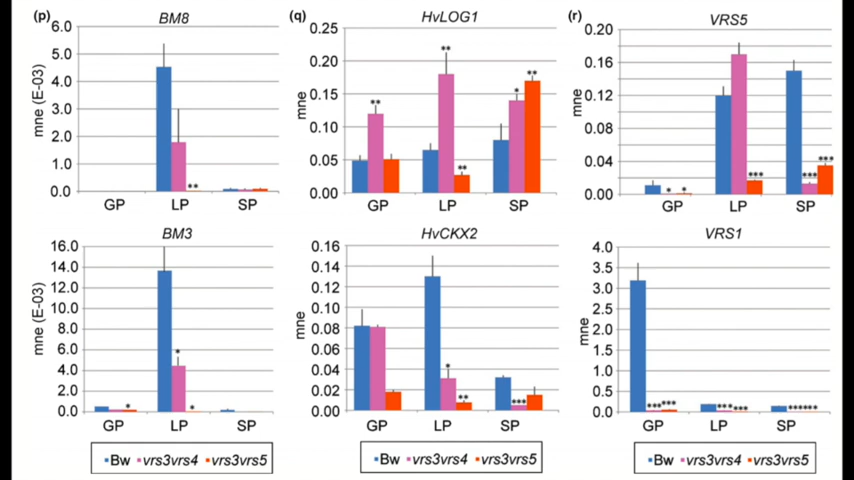 (p) BM8
mne (E-03)
6.0
5.0
4.0
3.0
2.0
1.0
0.0
**
GP LP SP
(q) HvLOG1
mne
0.25
0.20
0.15
0.10
0.05
0.00
** ** ** * **
GP LP SP
(r) VRS5
mne
0.20
0.16
0.12
0.08
0.04
0.00
* * *** *** ***
GP LP SP
BM3
mne (E-03)
16.0
14.0
12.0
10.0
8.0
6.0
4.0
2.0
0.0
* * *
GP LP SP
Bw vrs3vrs4 vrs3vrs5
HvCKX2
mne
0.16
0.14
0.12
0.10
0.08
0.06
0.04
0.02
0.00
* ** ***
GP LP SP
Bw vrs3vrs4 vrs3vrs5
VRS1
mne
4.0
3.5
3.0
2.5
2.0
1.5
1.0
0.5
0.0
*** *** *** *** ******
GP LP SP
Bw vrs3vrs4 vrs3vrs5